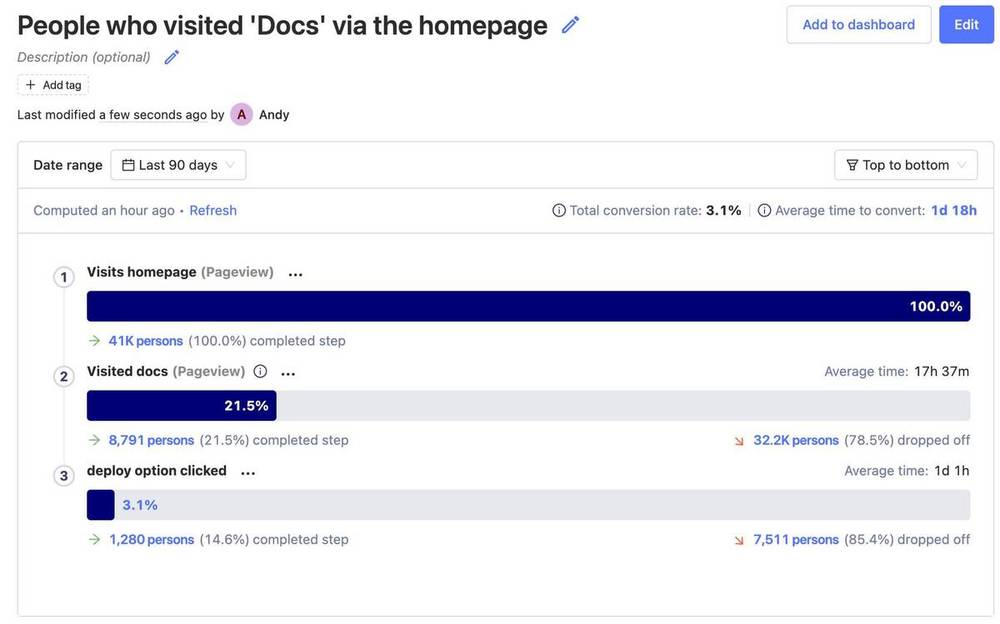 People who visited 'Docs' via the homepage
Add to dashboard
Edit
Description (optional)
+ Add tag
Last modified a few seconds ago by A Andy
Date range Last 90 days
Top to bottom
Computed an hour ago • Refresh
Total conversion rate: 3.1%
Average time to convert: 1d 18h
1
Visits homepage (Pageview) ...
100.0%
→ 41K persons (100.0%) completed step
2
Visited docs (Pageview) ...
Average time: 17h 37m
21.5%
→ 8,791 persons (21.5%) completed step
↘ 32.2K persons (78.5%) dropped off
3
deploy option clicked ...
Average time: 1d 1h
3.1%
→ 1,280 persons (14.6%) completed step
↘ 7,511 persons (85.4%) dropped off